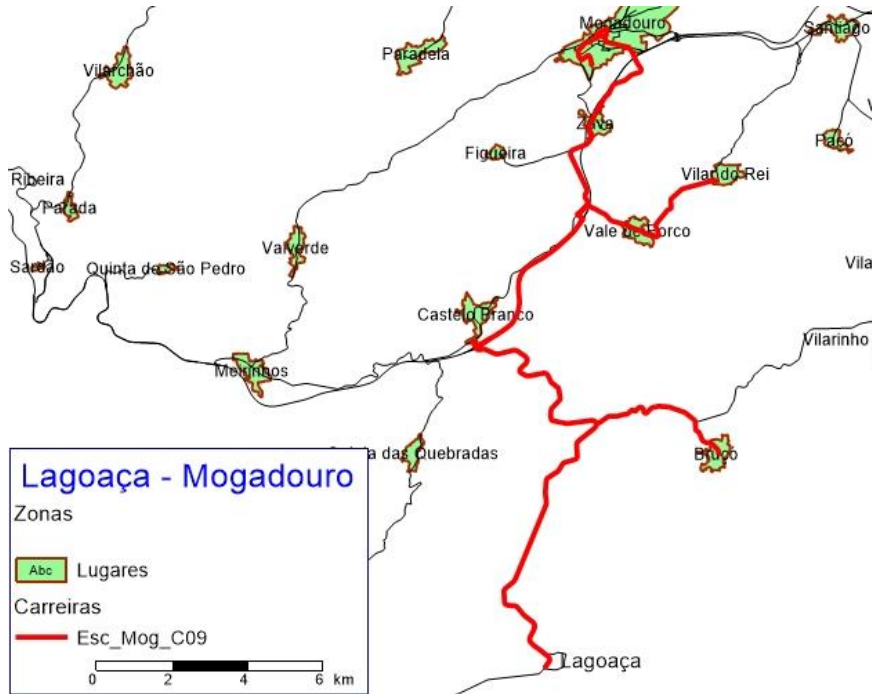 Mogadouro
Santiago
Vilarchão
Paradela
Zava
Figueira
Paçó
Ribeira
Vilar do Rei
Parada
Vale de Porco
Valverde
Sardão
Quinta de São Pedro
Vila
Castelo Branco
Vilarinho
Meirinhos
das Quebradas
Bruçó
Lagoaça - Mogadouro
Zonas
Abc
Lugares
Carreiras
Esc_Mog_C09
0 2 4 6
km
Lagoaça